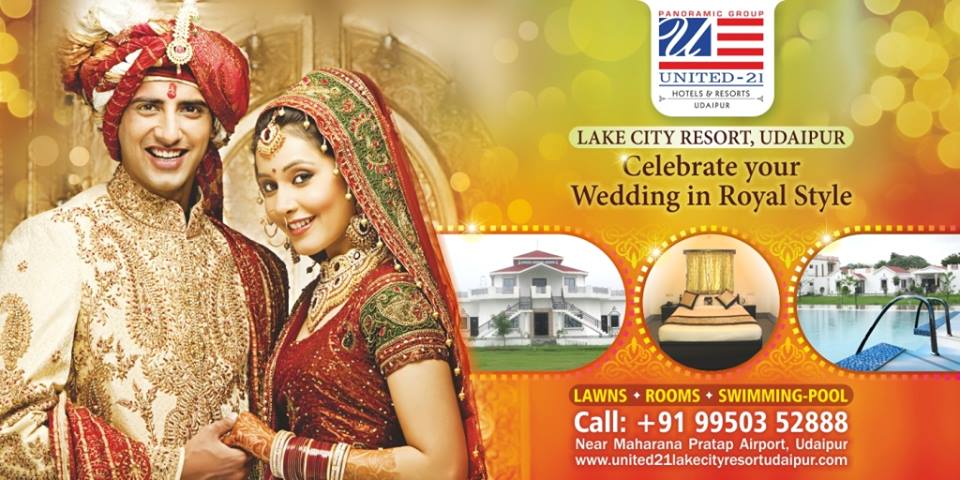 PANORAMIC GROUP
UNITED-21
HOTELS & RESORTS
UDAIPUR
LAKE CITY RESORT, UDAIPUR
Celebrate your
Wedding in Royal Style
LAWNS • ROOMS • SWIMMING-POOL
Call: +91 99503 52888
Near Maharana Pratap Airport, Udaipur
www.united21lakecityresortudaipur.com